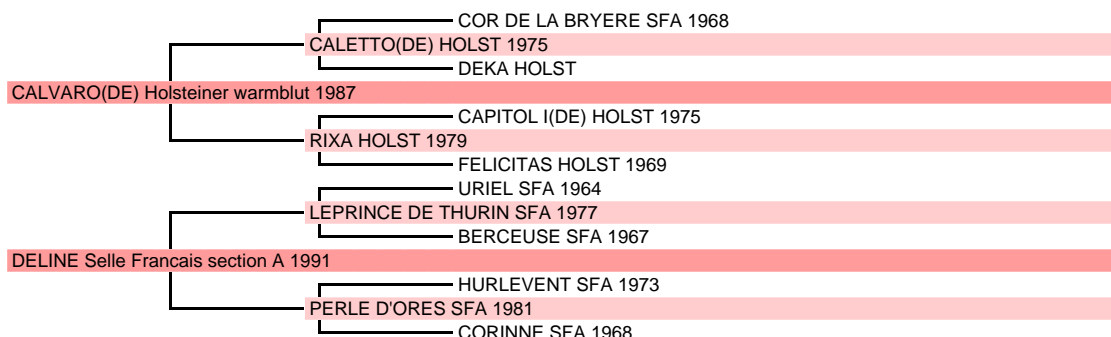 COR DE LA BRYERE SFA 1968
CALETTO(DE) HOLST 1975
DEKA HOLST
CALVARO(DE) Holsteiner warmblut 1987
CAPITOL I(DE) HOLST 1975
RIXA HOLST 1979
FELICITAS HOLST 1969
URIEL SFA 1964
LEPRINCE DE THURIN SFA 1977
BERCEUSE SFA 1967
DELINE Selle Francais section A 1991
HURLEVENT SFA 1973
PERLE D'ORES SFA 1981
CORINNE SFA 1968